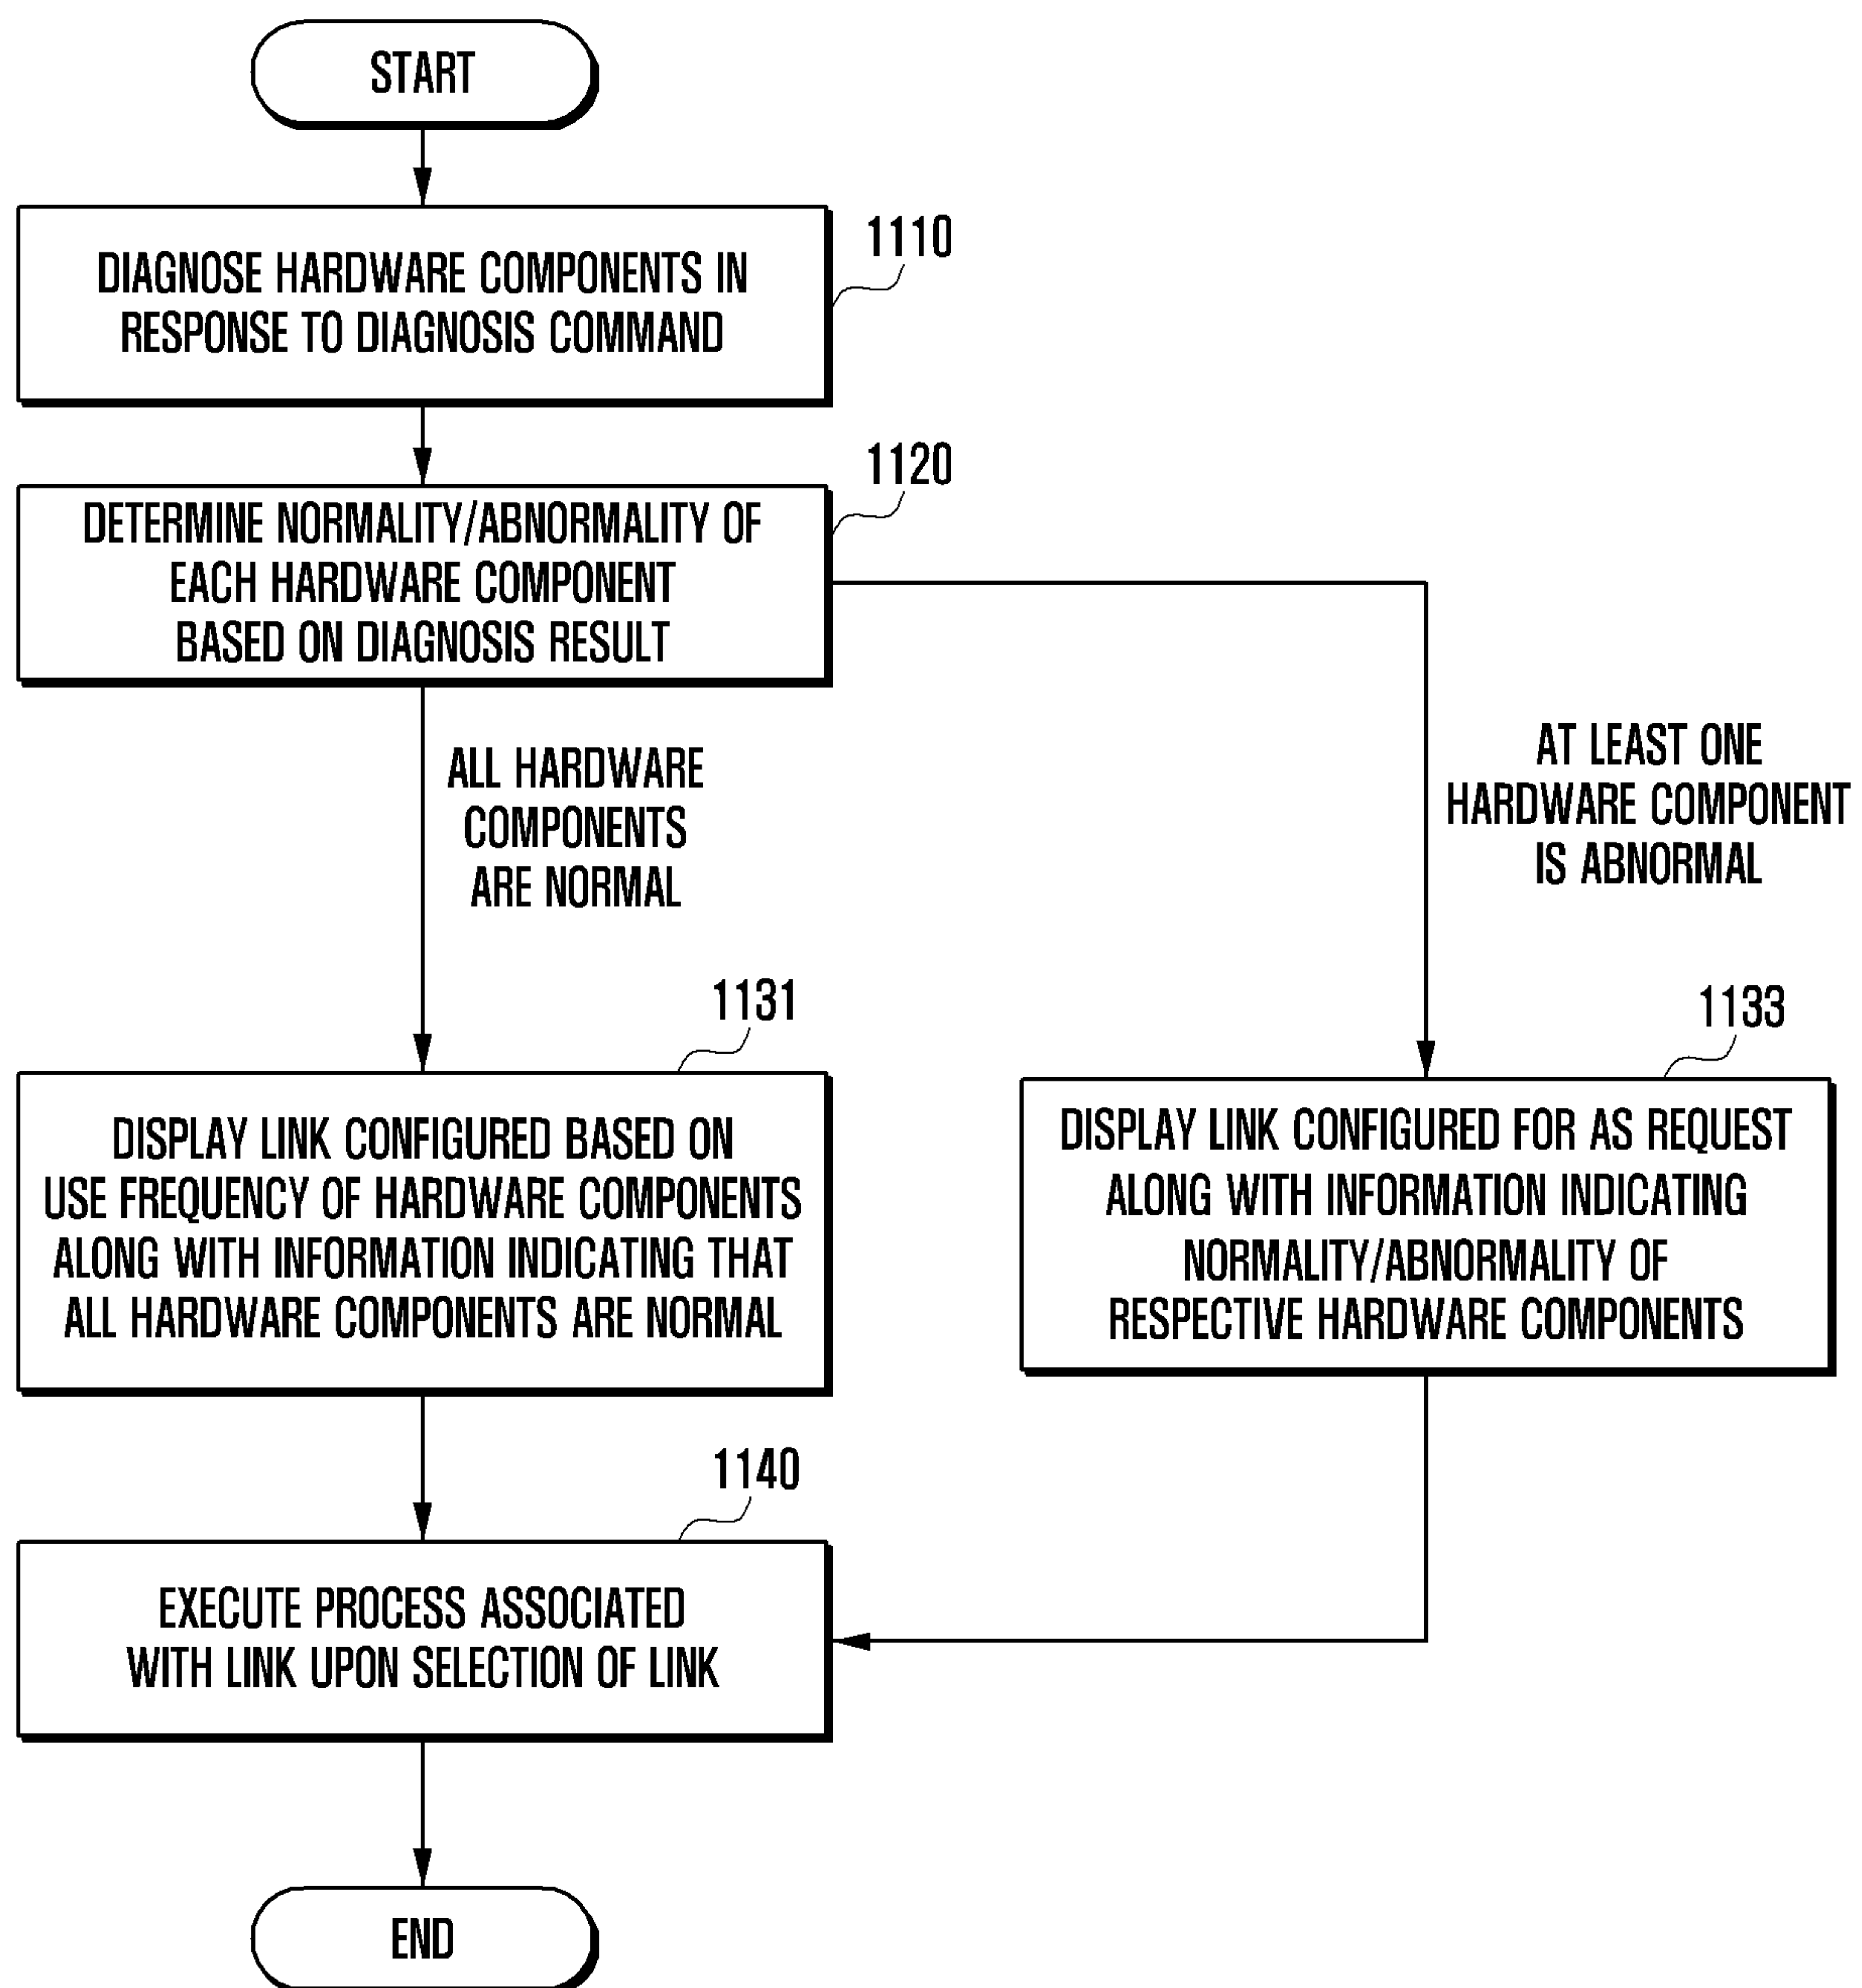 START
1110
DIAGNOSE HARDWARE COMPONENTS IN
RESPONSE TO DIAGNOSIS COMMAND
1120
DETERMINE NORMALITY/ABNORMALITY OF
EACH HARDWARE COMPONENT
BASED ON DIAGNOSIS RESULT
ALL HARDWARE
COMPONENTS
ARE NORMAL
AT LEAST ONE
HARDWARE COMPONENT
IS ABNORMAL
1131
DISPLAY LINK CONFIGURED BASED ON
USE FREQUENCY OF HARDWARE COMPONENTS
ALONG WITH INFORMATION INDICATING THAT
ALL HARDWARE COMPONENTS ARE NORMAL
1133
DISPLAY LINK CONFIGURED FOR AS REQUEST
ALONG WITH INFORMATION INDICATING
NORMALITY/ABNORMALITY OF
RESPECTIVE HARDWARE COMPONENTS
1140
EXECUTE PROCESS ASSOCIATED
WITH LINK UPON SELECTION OF LINK
END